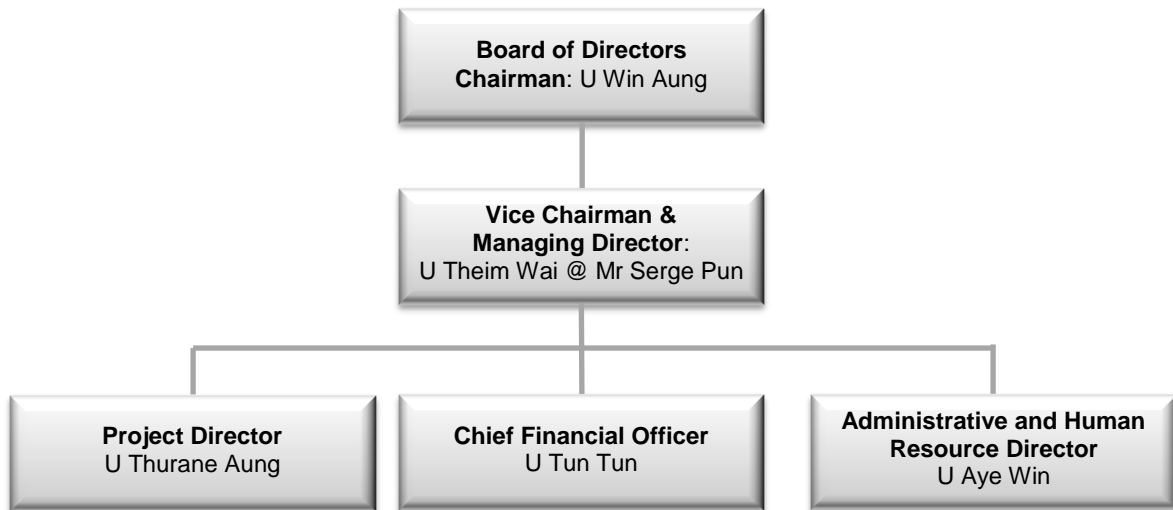 Board of Directors
Chairman: U Win Aung
Vice Chairman &
Managing Director:
U Theim Wai @ Mr Serge Pun
Project Director
U Thurane Aung
Chief Financial Officer
U Tun Tun
Administrative and Human
Resource Director
U Aye Win